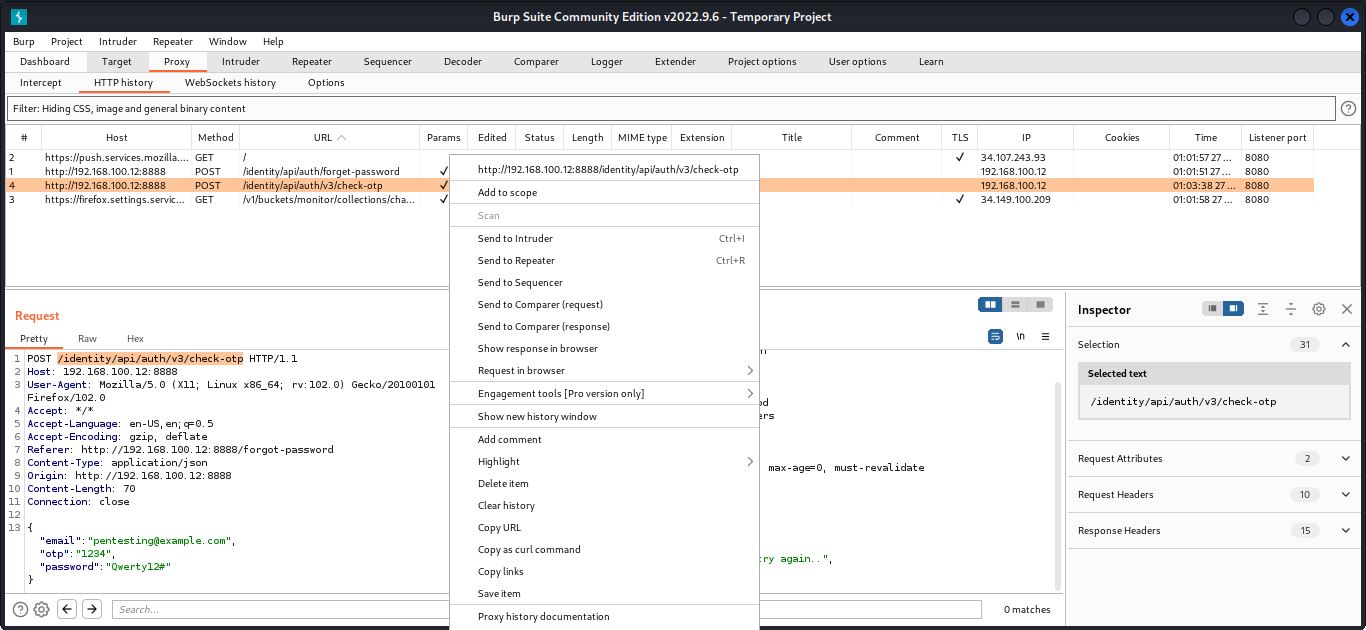 Burp Suite Community Edition v2022.9.6 - Temporary Project
Burp Project Intruder Repeater Window Help
Dashboard Target Proxy Intruder Repeater Sequencer Decoder Comparer Logger Extender Project options User options Learn
Intercept HTTP history WebSockets history Options
Filter: Hiding CSS, image and general binary content
# Host Method URL Params Edited Status Length MIME type Extension Title Comment TLS IP Cookies Time Listener port
2 https://push.services.mozilla.... GET / ✓ 34.107.243.93 01:01:57 27 ... 8080
1 http://192.168.100.12:8888 POST /identity/api/auth/forget-password ✓ 192.168.100.12 01:01:51 27 ... 8080
4 http://192.168.100.12:8888 POST /identity/api/auth/v3/check-otp ✓ 192.168.100.12 01:03:38 27 ... 8080
3 https://firefox.settings.servic... GET /v1/buckets/monitor/collections/cha... ✓ ✓ 34.149.100.209 01:01:58 27 ... 8080
http://192.168.100.12:8888/identity/api/auth/v3/check-otp
Add to scope
Scan
Send to Intruder Ctrl+I
Send to Repeater Ctrl+R
Send to Sequencer
Send to Comparer (request)
Send to Comparer (response)
Show response in browser
Request in browser
Engagement tools [Pro version only]
Show new history window
Add comment
Highlight
Delete item
Clear history
Copy URL
Copy as curl command
Copy links
Save item
Proxy history documentation
Request
Pretty Raw Hex
\n
1 POST /identity/api/auth/v3/check-otp HTTP/1.1
2 Host: 192.168.100.12:8888
3 User-Agent: Mozilla/5.0 (X11; Linux x86_64; rv:102.0) Gecko/20100101
Firefox/102.0
4 Accept: */*
5 Accept-Language: en-US,en;q=0.5
6 Accept-Encoding: gzip, deflate
7 Referer: http://192.168.100.12:8888/forgot-password
8 Content-Type: application/json
9 Origin: http://192.168.100.12:8888
10 Content-Length: 70
11 Connection: close
12
13 {
"email":"pentesting@example.com",
"otp":"1234",
"password":"Qwerty12#"
}
max-age=0, must-revalidate
again..",
Search...
0 matches
Inspector
Selection 31
Selected text
/identity/api/auth/v3/check-otp
Request Attributes 2
Request Headers 10
Response Headers 15